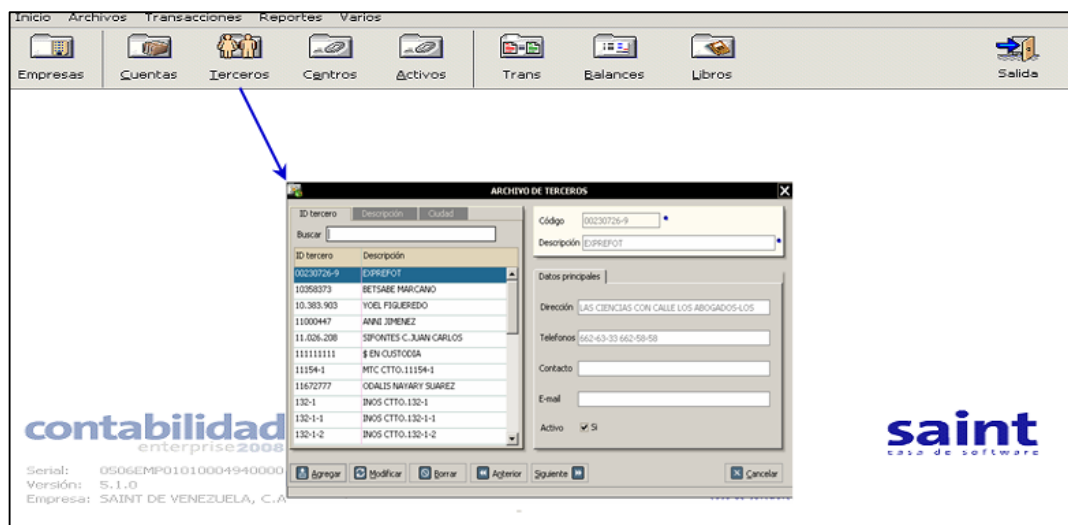 Inicio Archivos Transacciones Reportes Varios
Empresas Cuentas Terceros Centros Activos Trans Balances Libros Salida
ARCHIVO DE TERCEROS
ID tercero Descripción Ciudad
Buscar
ID tercero Descripción
00230726-9 EXPREFOT
10358373 BETSABE MARCANO
10.383.903 YOEL FIGUEREDO
11000447 ANNI JIMENEZ
11.026.208 SIFONTES C.JUAN CARLOS
111111111 $ EN CUSTODIA
11154-1 MTC CTTO.11154-1
11672777 ODALIS NAYARY SUAREZ
132-1 INOS CTTO.132-1
132-1-1 INOS CTTO.132-1-1
132-1-2 INOS CTTO.132-1-2
Código 00230726-9
Descripción EXPREFOT
Datos principales
Dirección LAS CIENCIAS CON CALLE LOS ABOGADOS-LOS
Telefonos 662-63-33 662-58-58
Contacto
E-mail
Activo Si
Agregar Modificar Borrar Anterior Siguiente Cancelar
contabilidad
enterprise2008
Serial: 0506EMP01010004940000
Versión: 5.1.0
Empresa: SAINT DE VENEZUELA, C.A
saint
casa de software